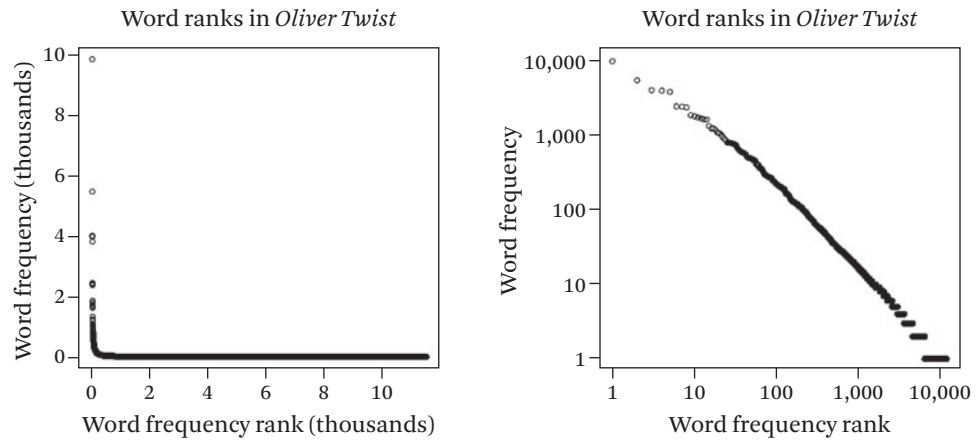 Word ranks in Oliver Twist
Word frequency (thousands)
10
8
6
4
2
0
0 2 4 6 8 10
Word frequency rank (thousands)
Word ranks in Oliver Twist
Word frequency
10,000
1,000
100
10
1
1 10 100 1,000 10,000
Word frequency rank